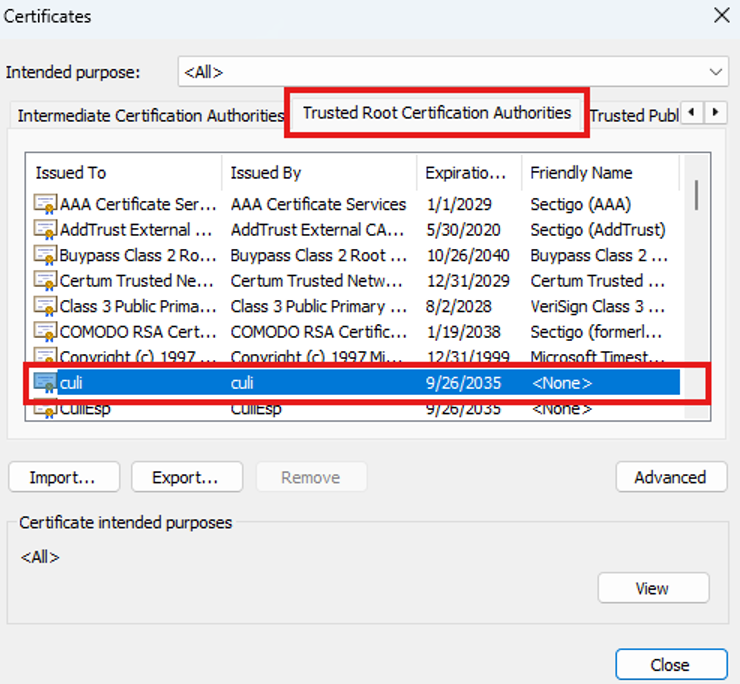 Certificates
Intended purpose: <All>
Intermediate Certification Authorities Trusted Root Certification Authorities Trusted Publ
Issued To Issued By Expiratio... Friendly Name
AAA Certificate Ser... AAA Certificate Services 1/1/2029 Sectigo (AAA)
AddTrust External ... AddTrust External CA... 5/30/2020 Sectigo (AddTrust)
Buypass Class 2 Ro... Buypass Class 2 Root ... 10/26/2040 Buypass Class 2 ...
Certum Trusted Ne... Certum Trusted Netw... 12/31/2029 Certum Trusted ...
Class 3 Public Prima... Class 3 Public Primary ... 8/2/2028 VeriSign Class 3 ...
COMODO RSA Cert... COMODO RSA Certific... 1/19/2038 Sectigo (formerl...
Copyright (c) 1997 ... Copyright (c) 1997 Mi... 12/31/1999 Microsoft Timest...
culi culi 9/26/2035 <None>
CuliEsp CuliEsp 9/26/2035 <None>
Import... Export... Remove Advanced
Certificate intended purposes
<All>
View
Close